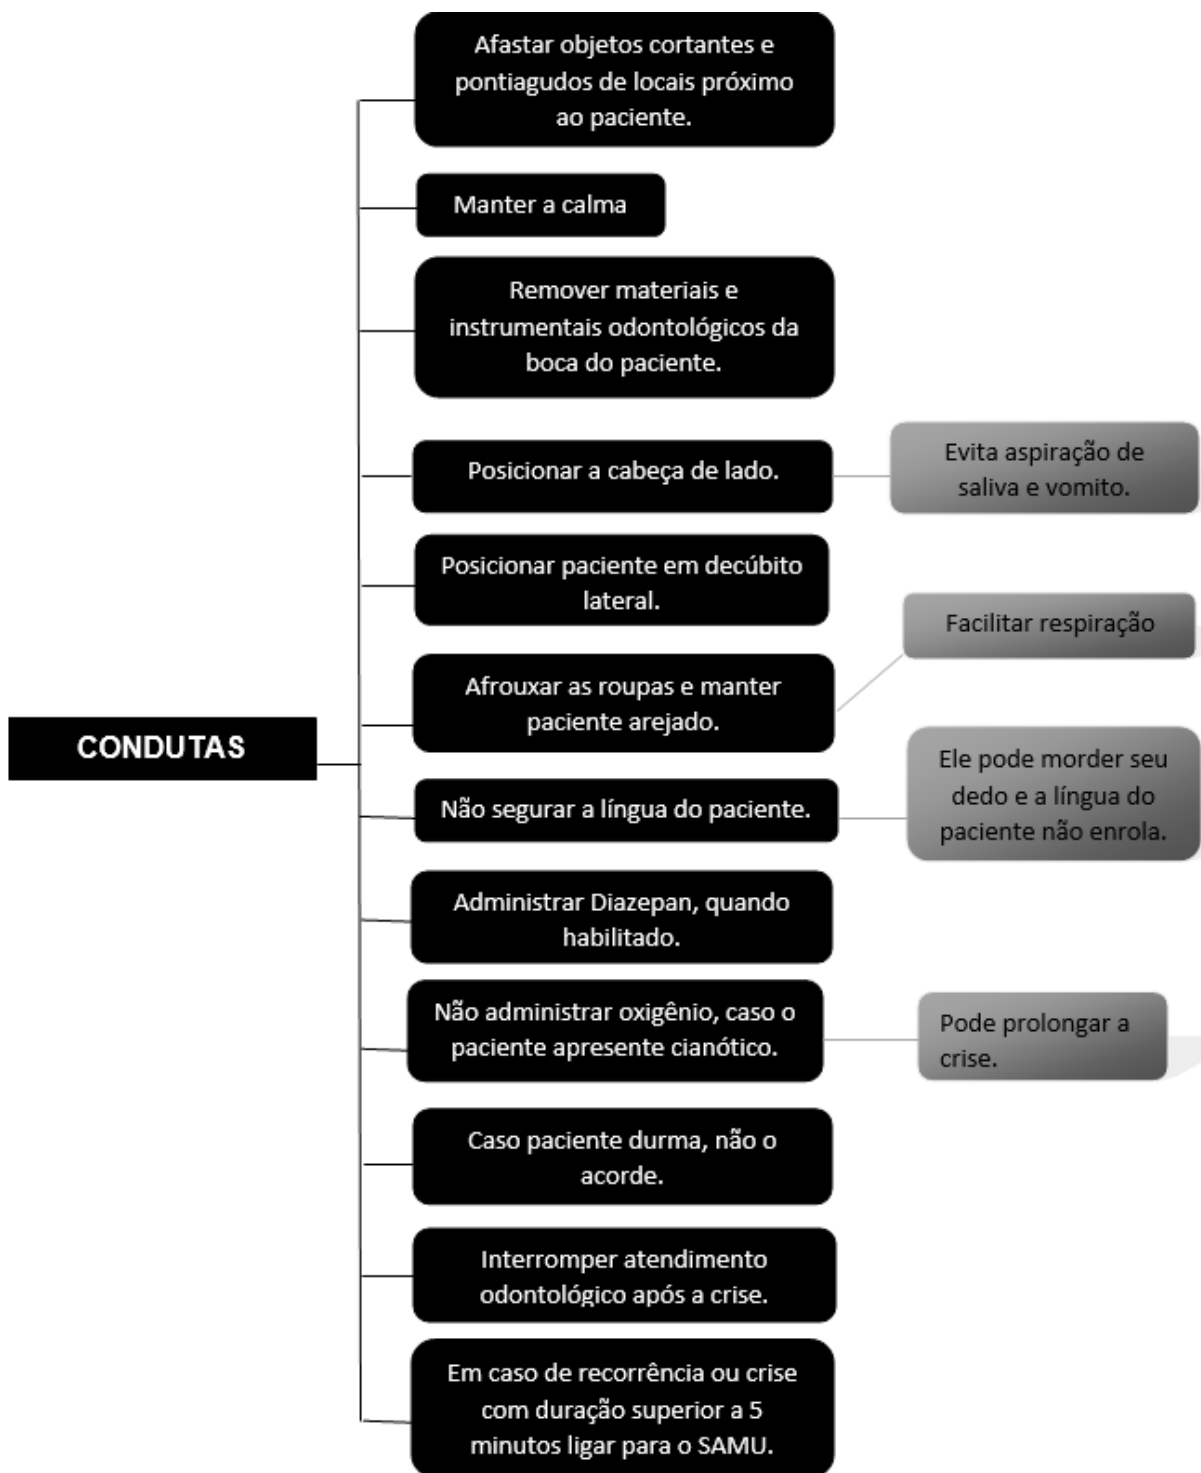 Afastar objetos cortantes e
pontiagudos de locais próximo
ao paciente.
Manter a calma
Remover materiais e
instrumentais odontológicos da
boca do paciente.
Posicionar a cabeça de lado.
Evita aspiração de
saliva e vomito.
Posicionar paciente em decúbito
lateral.
Afrouxar as roupas e manter
paciente arejado.
Facilitar respiração
CONDUTAS
Não segurar a língua do paciente.
Ele pode morder seu
dedo e a língua do
paciente não enrola.
Administrar Diazepan, quando
habilitado.
Não administrar oxigênio, caso o
paciente apresente cianótico.
Pode prolongar a
crise.
Caso paciente durma, não o
acorde.
Interromper atendimento
odontológico após a crise.
Em caso de recorrência ou crise
com duração superior a 5
minutos ligar para o SAMU.